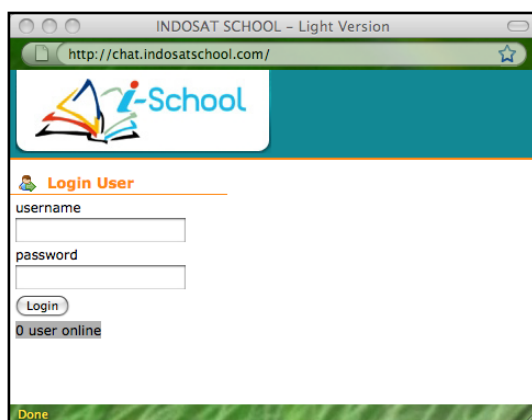 INDOSAT SCHOOL – Light Version
http://chat.indosatschool.com/
i-School
Login User
username
password
Login
0 user online
Done